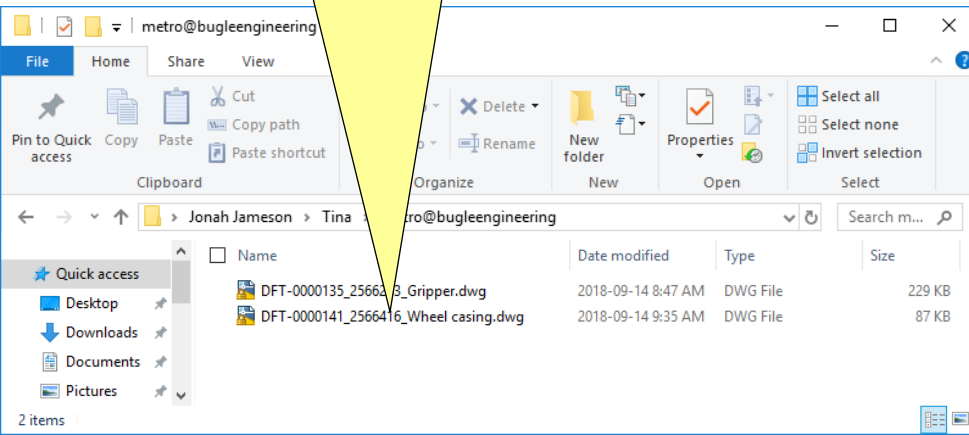 metro@bugleengineering
File Home Share View
Pin to Quick access
Copy
Paste
Cut
Copy path
Paste shortcut
Delete
Rename
New folder
Properties
Select all
Select none
Invert selection
Clipboard
Organize
New
Open
Select
Jonah Jameson > Tina > tro@bugleengineering
Search m...
Name Date modified Type Size
Quick access
Desktop
Downloads
Documents
Pictures
DFT-0000135_2566 3_Gripper.dwg 2018-09-14 8:47 AM DWG File 229 KB
DFT-0000141_2566416_Wheel casing.dwg 2018-09-14 9:35 AM DWG File 87 KB
2 items